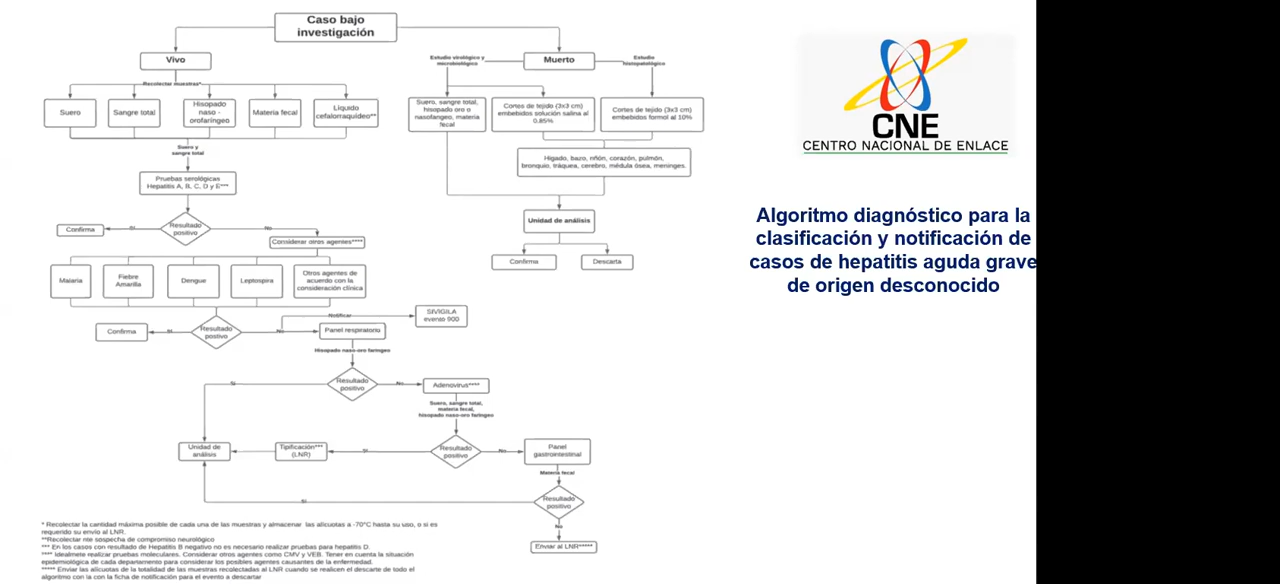 Caso bajo
investigación
Vivo
Recolectar muestras*
Suero
Sangre total
Hisopado
naso -
orofaríngeo
Materia fecal
Líquido
cefalorraquídeo**
Suero y
sangre total
Pruebas serológicas
Hepatitis A, B, C, D y E***
Resultado
positivo
Si
Confirma
No
Considerar otros agentes****
Malaria
Fiebre
Amarilla
Dengue
Leptospira
Otros agentes de
acuerdo con la
consideración clínica
Resultado
positivo
Si
Confirma
No
Notificar
SIVIGILA
evento 900
Panel respiratorio
Hisopado naso-oro faringeo
Resultado
positivo
Si
No
Adenovirus****
Suero, sangre total,
materia fecal,
hisopado naso-oro faringeo
Resultado
positivo
Si
Tipificación***
(LNR)
Unidad de
análisis
No
Panel
gastrointestinal
Materia fecal
Resultado
positivo
Si
No
Enviar al LNR*****
Muerto
Estudio virológico y
microbiológico
Estudio
histopatológico
Suero, sangre total,
hisopado oro o
nasofangeo, materia
fecal
Cortes de tejido (3x3 cm)
embebidos solución salina al
0.85%
Cortes de tejido (3x3 cm)
embebidos formol al 10%
Hígado, bazo, riñón, corazón, pulmón,
bronquio, tráquea, cerebro, médula ósea, meninges.
Unidad de análisis
Confirma
Descarta
* Recolectar la cantidad máxima posible de cada una de las muestras y almacenar las alícuotas a -70°C hasta su uso, o si es
requerido su envío al LNR.
**Recolectar nte sospecha de compromiso neurológico
*** En los casos con resultado de Hepatitis B negativo no es necesario realizar pruebas para hepatitis D.
**** Idealmete realizar pruebas moleculares. Considerar otros agentes como CMV y VEB. Tener en cuenta la situación
epidemiológica de cada departamento para considerar los posibles agentes causantes de la enfermedad.
***** Enviar las alícuotas de la totalidad de las muestras recolectadas al LNR cuando se realicen el descarte de todo el
algoritmo con la con la ficha de notificación para el evento a descartar
CNE
CENTRO NACIONAL DE ENLACE
Algoritmo diagnóstico para la
clasificación y notificación de
casos de hepatitis aguda grave
de origen desconocido